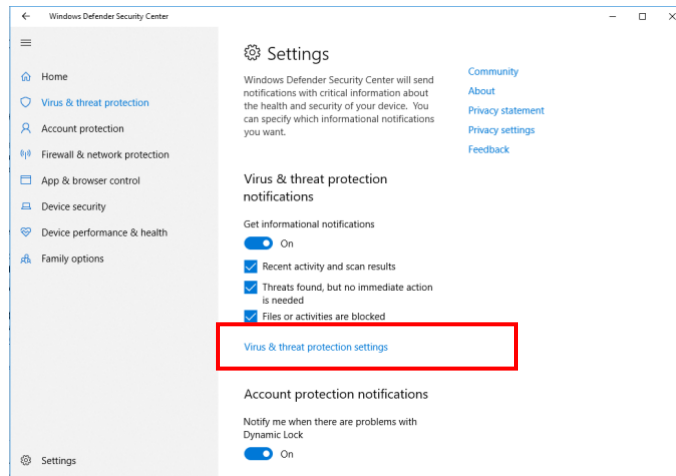 Windows Defender Security Center
Home
Virus & threat protection
Account protection
Firewall & network protection
App & browser control
Device security
Device performance & health
Family options
Settings
Settings
Windows Defender Security Center will send
notifications with critical information about
the health and security of your device. You
can specify which informational notifications
you want.
Virus & threat protection
notifications
Get informational notifications
On
Recent activity and scan results
Threats found, but no immediate action
is needed
Files or activities are blocked
Virus & threat protection settings
Account protection notifications
Notify me when there are problems with
Dynamic Lock
On
Community
About
Privacy statement
Privacy settings
Feedback